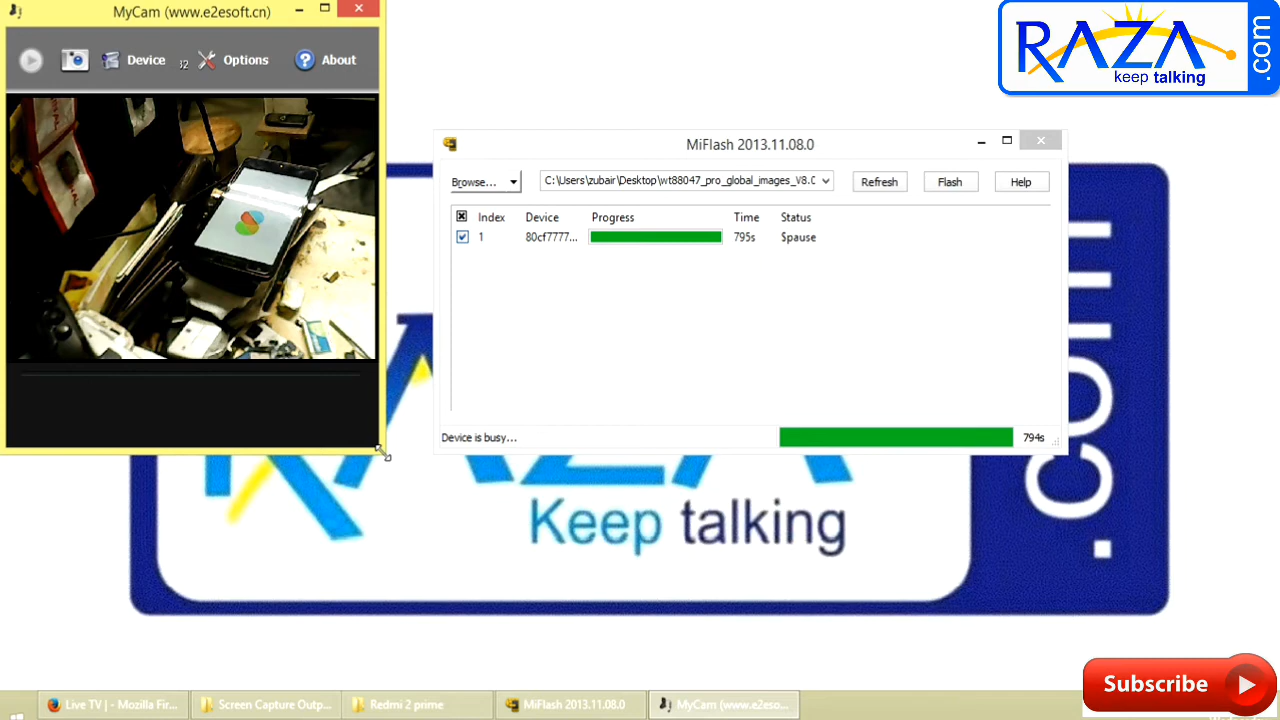 MyCam (www.e2esoft.cn)
Device
Options
About
RAZA
keep talking
.com
MiFlash 2013.11.08.0
Browse...
C:\Users\zubair\Desktop\wt88047_pro_global_images_V8.0
Refresh
Flash
Help
Index Device Progress Time Status
1 80cf7777... 795s $pause
Device is busy...
794s
.com
Keep talking
Subscribe
Live TV | - Mozilla Fir...
Screen Capture Outp...
Redmi 2 prime
MiFlash 2013.11.08.0
MyCam (www.e2eso...